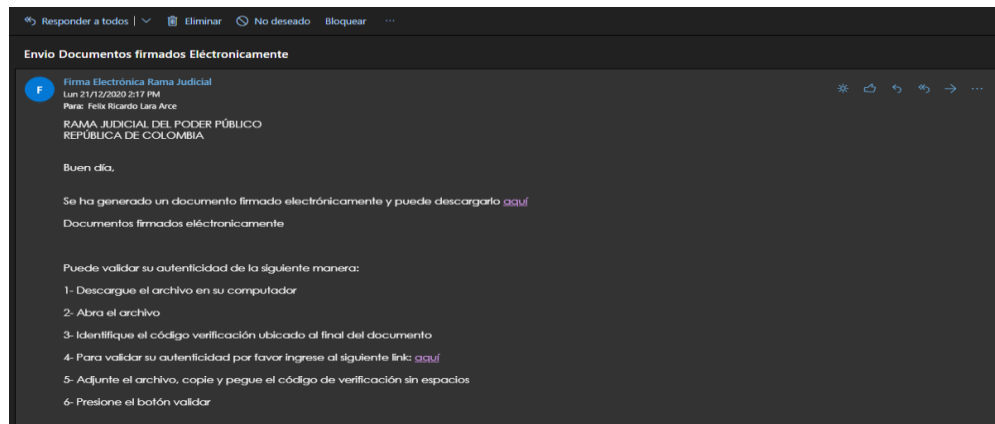 Responder a todos | Eliminar No deseado Bloquear ...
Envio Documentos firmados Eléctronicamente
F
Firma Electrónica Rama Judicial
Lun 21/12/2020 2:17 PM
Para: Felix Ricardo Lara Arce
RAMA JUDICIAL DEL PODER PÚBLICO
REPÚBLICA DE COLOMBIA
Buen día,
Se ha generado un documento firmado electrónicamente y puede descargarlo aquí
Documentos firmados eléctronicamente
Puede validar su autenticidad de la siguiente manera:
1- Descargue el archivo en su computador
2- Abra el archivo
3- Identifique el código verificación ubicado al final del documento
4- Para validar su autenticidad por favor ingrese al siguiente link: aquí
5- Adjunte el archivo, copie y pegue el código de verificación sin espacios
6- Presione el botón validar